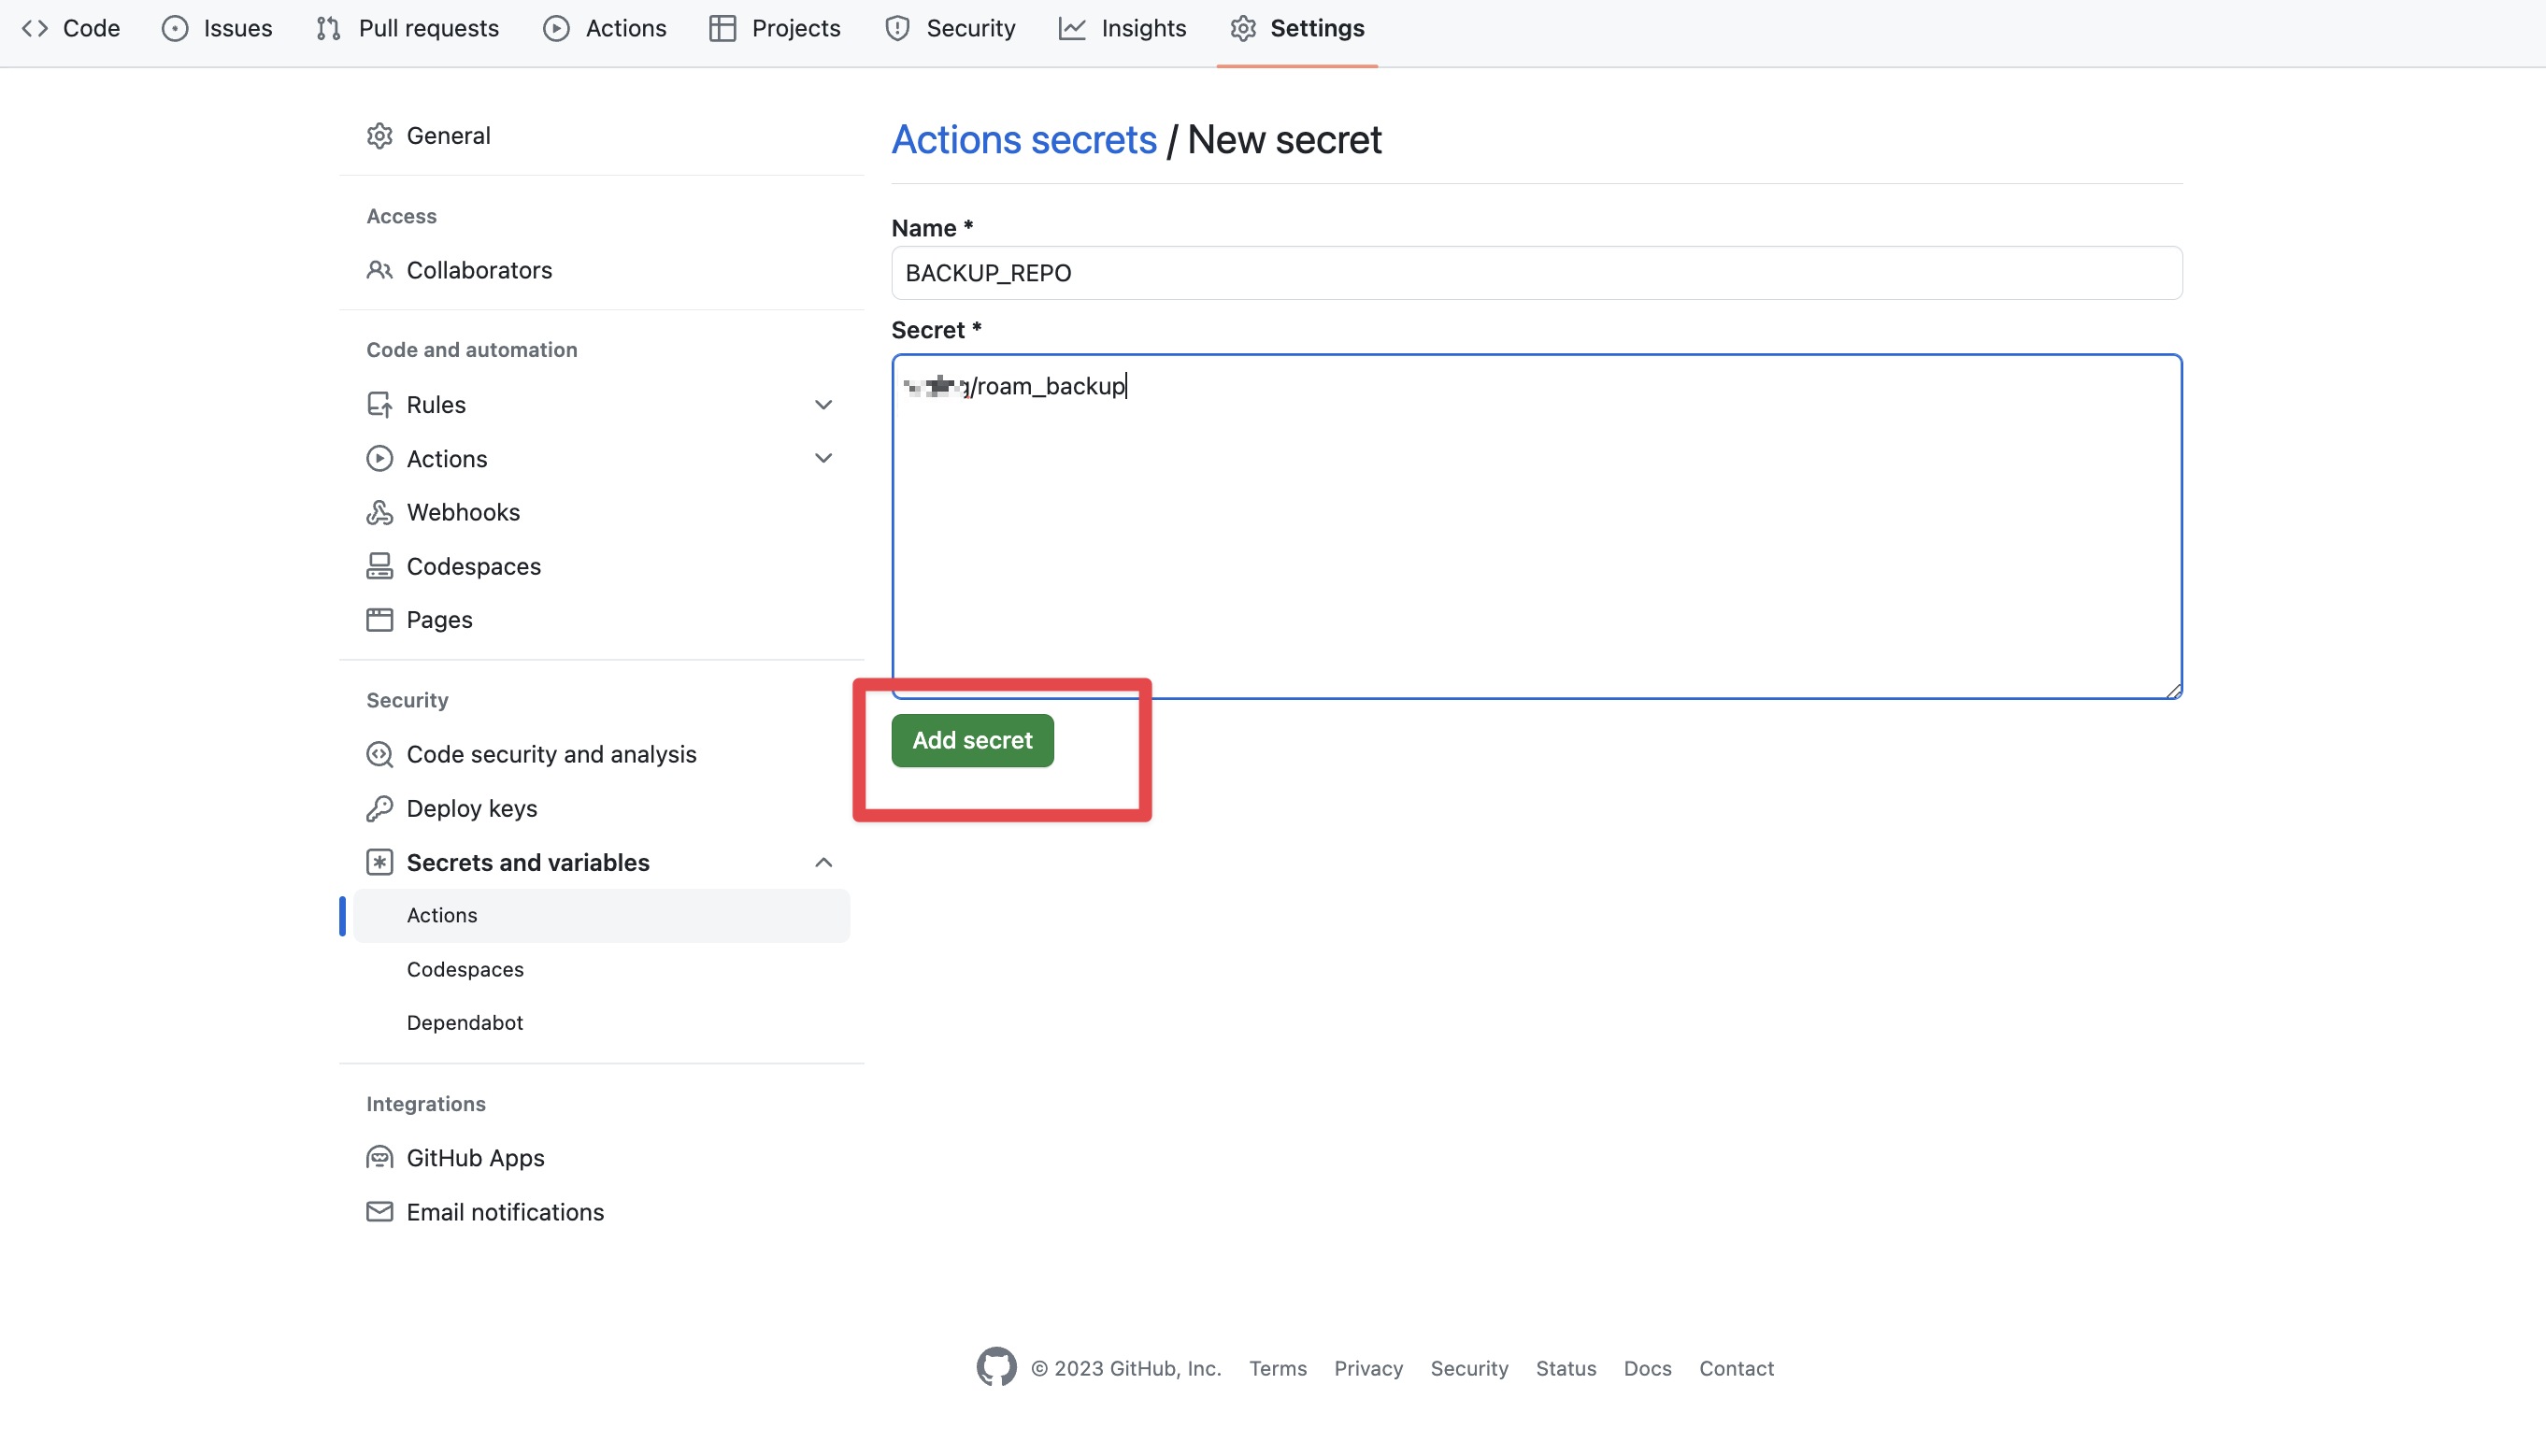 Code Issues Pull requests Actions Projects Security Insights Settings
General
Access
Collaborators
Code and automation
Rules
Actions
Webhooks
Codespaces
Pages
Security
Code security and analysis
Deploy keys
Secrets and variables
Actions
Codespaces
Dependabot
Integrations
GitHub Apps
Email notifications
Actions secrets / New secret
Name *
BACKUP_REPO
Secret *
/roam_backup
Add secret
© 2023 GitHub, Inc. Terms Privacy Security Status Docs Contact